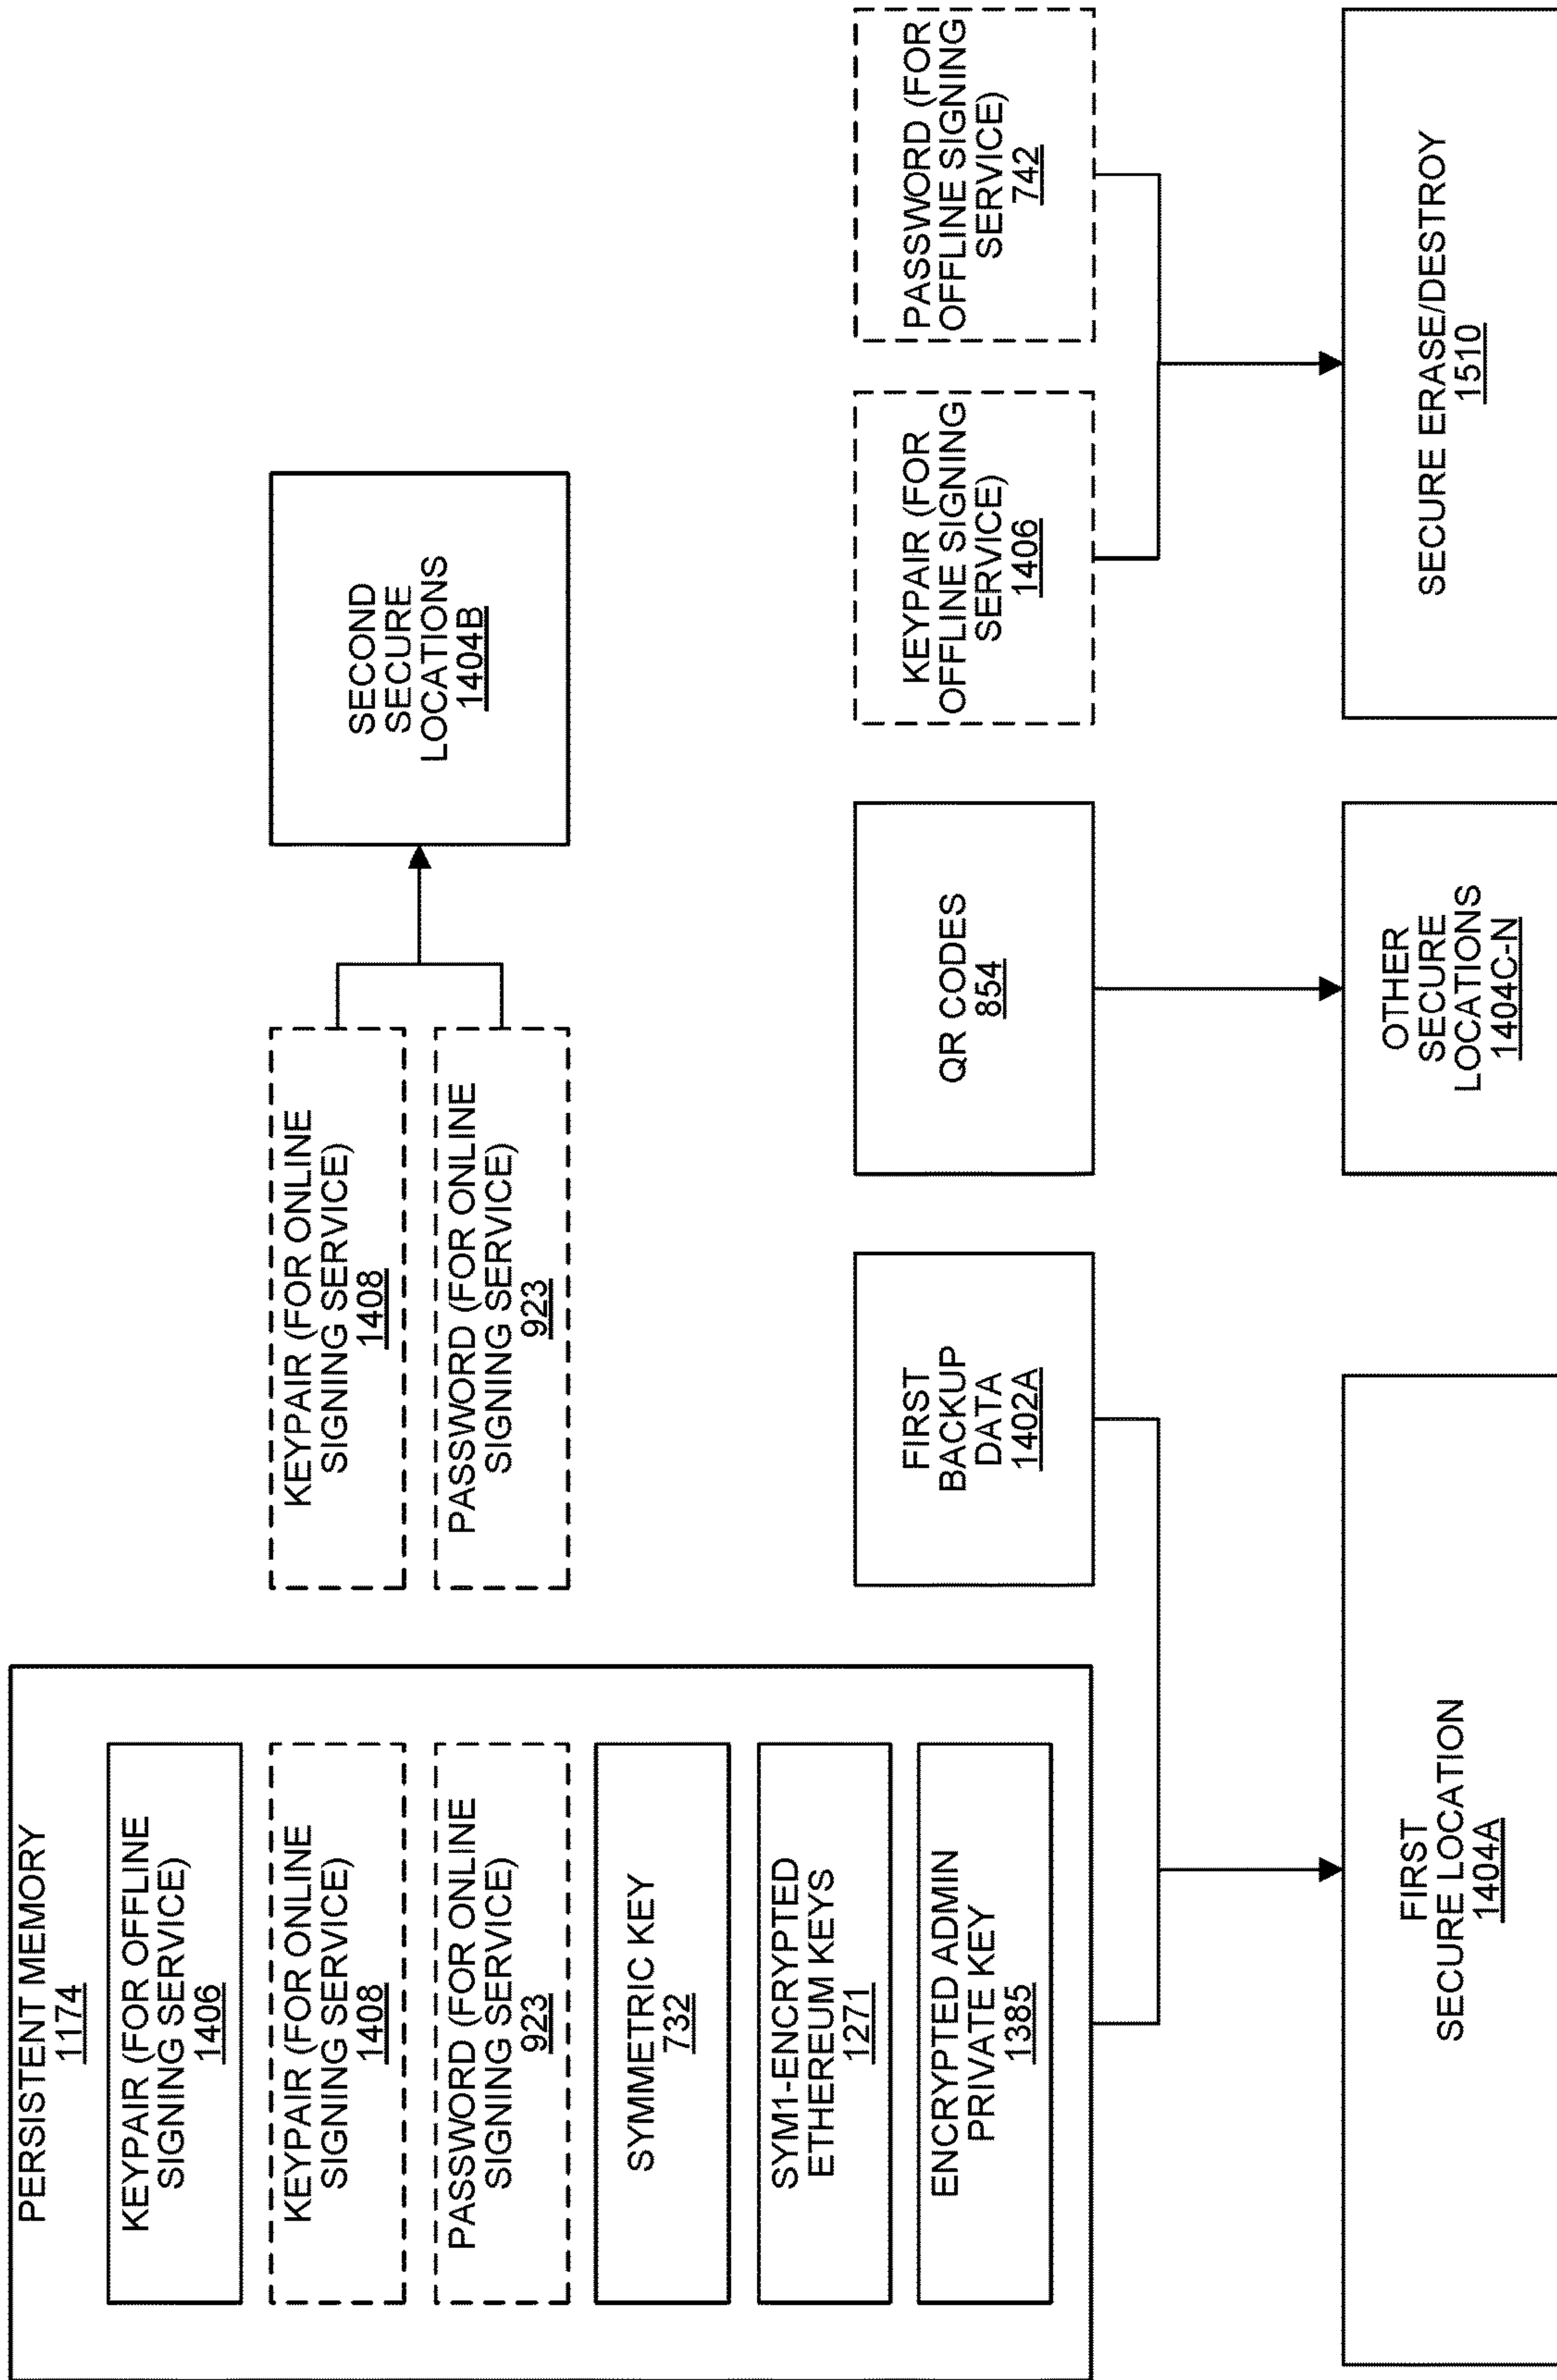 PERSISTENT MEMORY
1174
KEYPAIR (FOR OFFLINE
SIGNING SERVICE)
1406
KEYPAIR (FOR ONLINE
SIGNING SERVICE)
1408
PASSWORD (FOR ONLINE
SIGNING SERVICE)
923
SYMMETRIC KEY
732
SYM1-ENCRYPTED
ETHEREUM KEYS
1271
ENCRYPTED ADMIN
PRIVATE KEY
1385
KEYPAIR (FOR ONLINE
SIGNING SERVICE)
1408
PASSWORD (FOR ONLINE
SIGNING SERVICE)
923
SECOND
SECURE
LOCATIONS
1404B
FIRST
BACKUP
DATA
1402A
QR CODES
854
KEYPAIR (FOR
OFFLINE SIGNING
SERVICE)
1406
PASSWORD (FOR
OFFLINE SIGNING
SERVICE)
742
FIRST
SECURE LOCATION
1404A
OTHER
SECURE
LOCATIONS
1404C-N
SECURE ERASE/DESTROY
1510